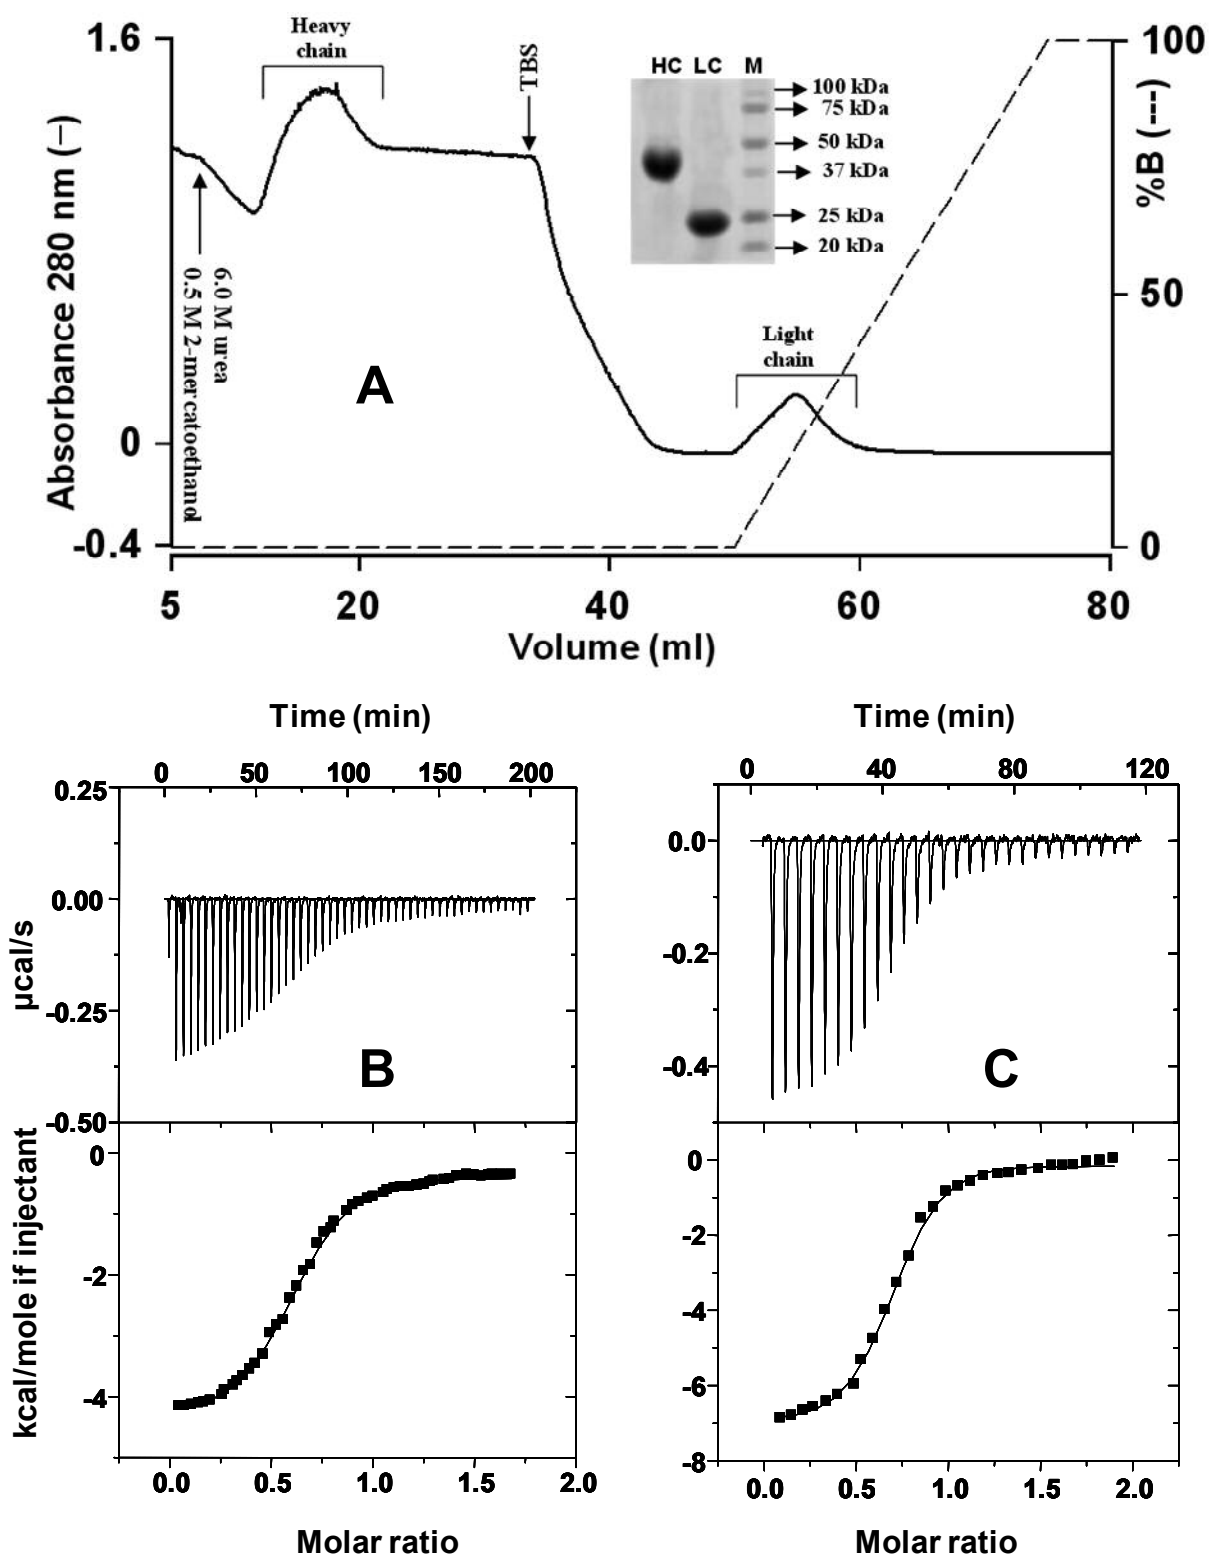 1.6
Heavy
chain
TBS
HC LC M
100 kDa
75 kDa
50 kDa
37 kDa
25 kDa
20 kDa
100
50
0
%B (---)
Absorbance 280 nm (–)
0
-0.4
6.0 M urea
0.5 M 2-mercatoethanol
A
Light
chain
5 20 40 60 80
Volume (ml)
Time (min)
0 50 100 150 200
0.25
0.00
-0.25
-0.50
µcal/s
B
0
-2
-4
kcal/mole if injectant
0.0 0.5 1.0 1.5 2.0
Molar ratio
Time (min)
0 40 80 120
0.0
-0.2
-0.4
C
0
-2
-4
-6
-8
0.0 0.5 1.0 1.5 2.0
Molar ratio